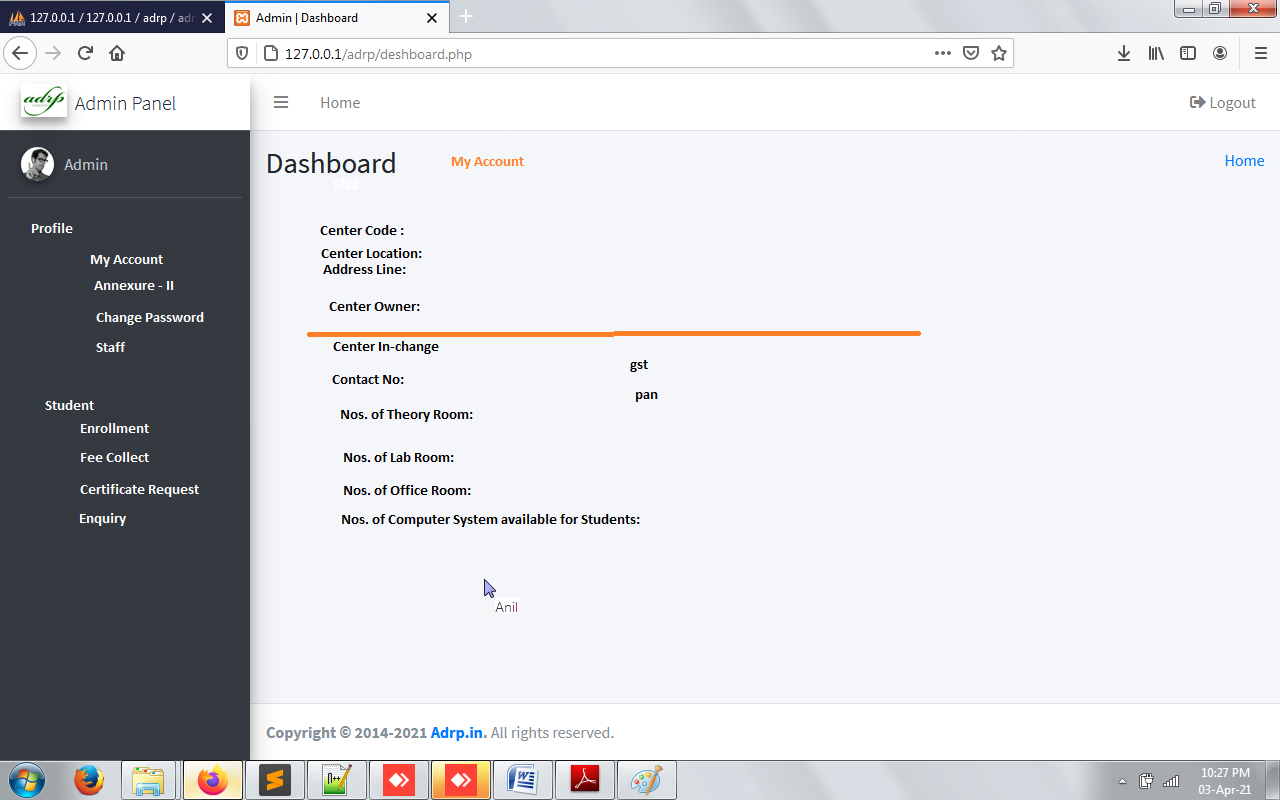 127.0.0.1 / 127.0.0.1 / adrp / adr
Admin | Dashboard
127.0.0.1/adrp/deshboard.php
adrp
Admin Panel
Home
Logout
Admin
Dashboard
My Account
Home
Profile
My Account
Annexure - II
Change Password
Staff
Student
Enrollment
Fee Collect
Certificate Request
Enquiry
Center Code :
Center Location:
Address Line:
Center Owner:
Center In-change
gst
Contact No:
pan
Nos. of Theory Room:
Nos. of Lab Room:
Nos. of Office Room:
Nos. of Computer System available for Students:
Anil
Copyright © 2014-2021 Adrp.in. All rights reserved.
10:27 PM
03-Apr-21